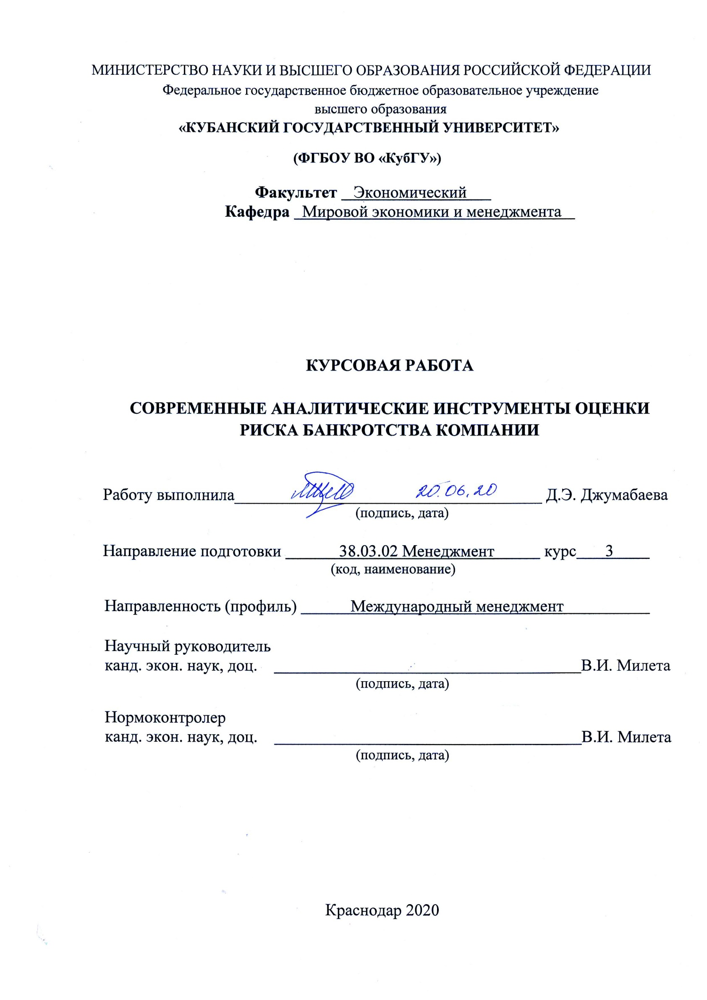 МИНИСТЕРСТВО НАУКИ И ВЫСШЕГО ОБРАЗОВАНИЯ РОССИЙСКОЙ ФЕДЕРАЦИИ
Федеральное государственное бюджетное образовательное учреждение
высшего образования
«КУБАНСКИЙ ГОСУДАРСТВЕННЫЙ УНИВЕРСИТЕТ»
(ФГБОУ ВО «КубГУ»)
Факультет Экономический
Кафедра Мировой экономики и менеджмента
КУРСОВАЯ РАБОТА
СОВРЕМЕННЫЕ АНАЛИТИЧЕСКИЕ ИНСТРУМЕНТЫ ОЦЕНКИ
РИСКА БАНКРОТСТВА КОМПАНИИ
Работу выполнила 20.06.20 Д.Э. Джумабаева
(подпись, дата)
Направление подготовки 38.03.02 Менеджмент курс 3
(код, наименование)
Направленность (профиль) Международный менеджмент
Научный руководитель
канд. экон. наук, доц. В.И. Милета
(подпись, дата)
Нормоконтролер
канд. экон. наук, доц. В.И. Милета
(подпись, дата)
Краснодар 2020